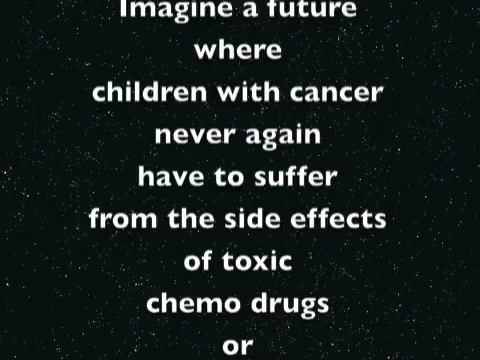 Imagine a future
where
children with cancer
never again
have to suffer
from the side effects
of toxic
chemo drugs
or